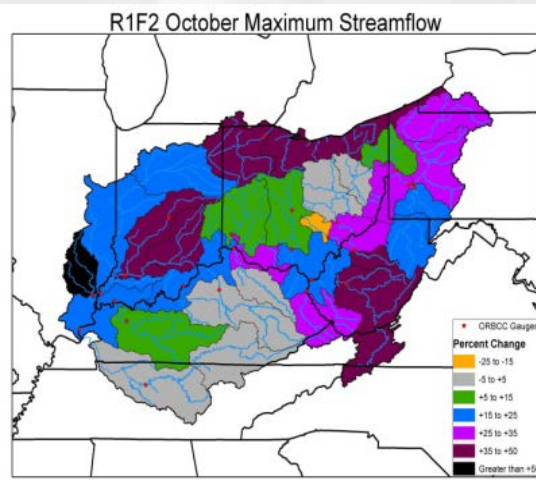 R1F2 October Maximum Streamflow
ORBCC Gauges
Percent Change
-25 to -15
-5 to +5
+5 to +15
+15 to +25
+25 to +35
+35 to +50
Greater than +50